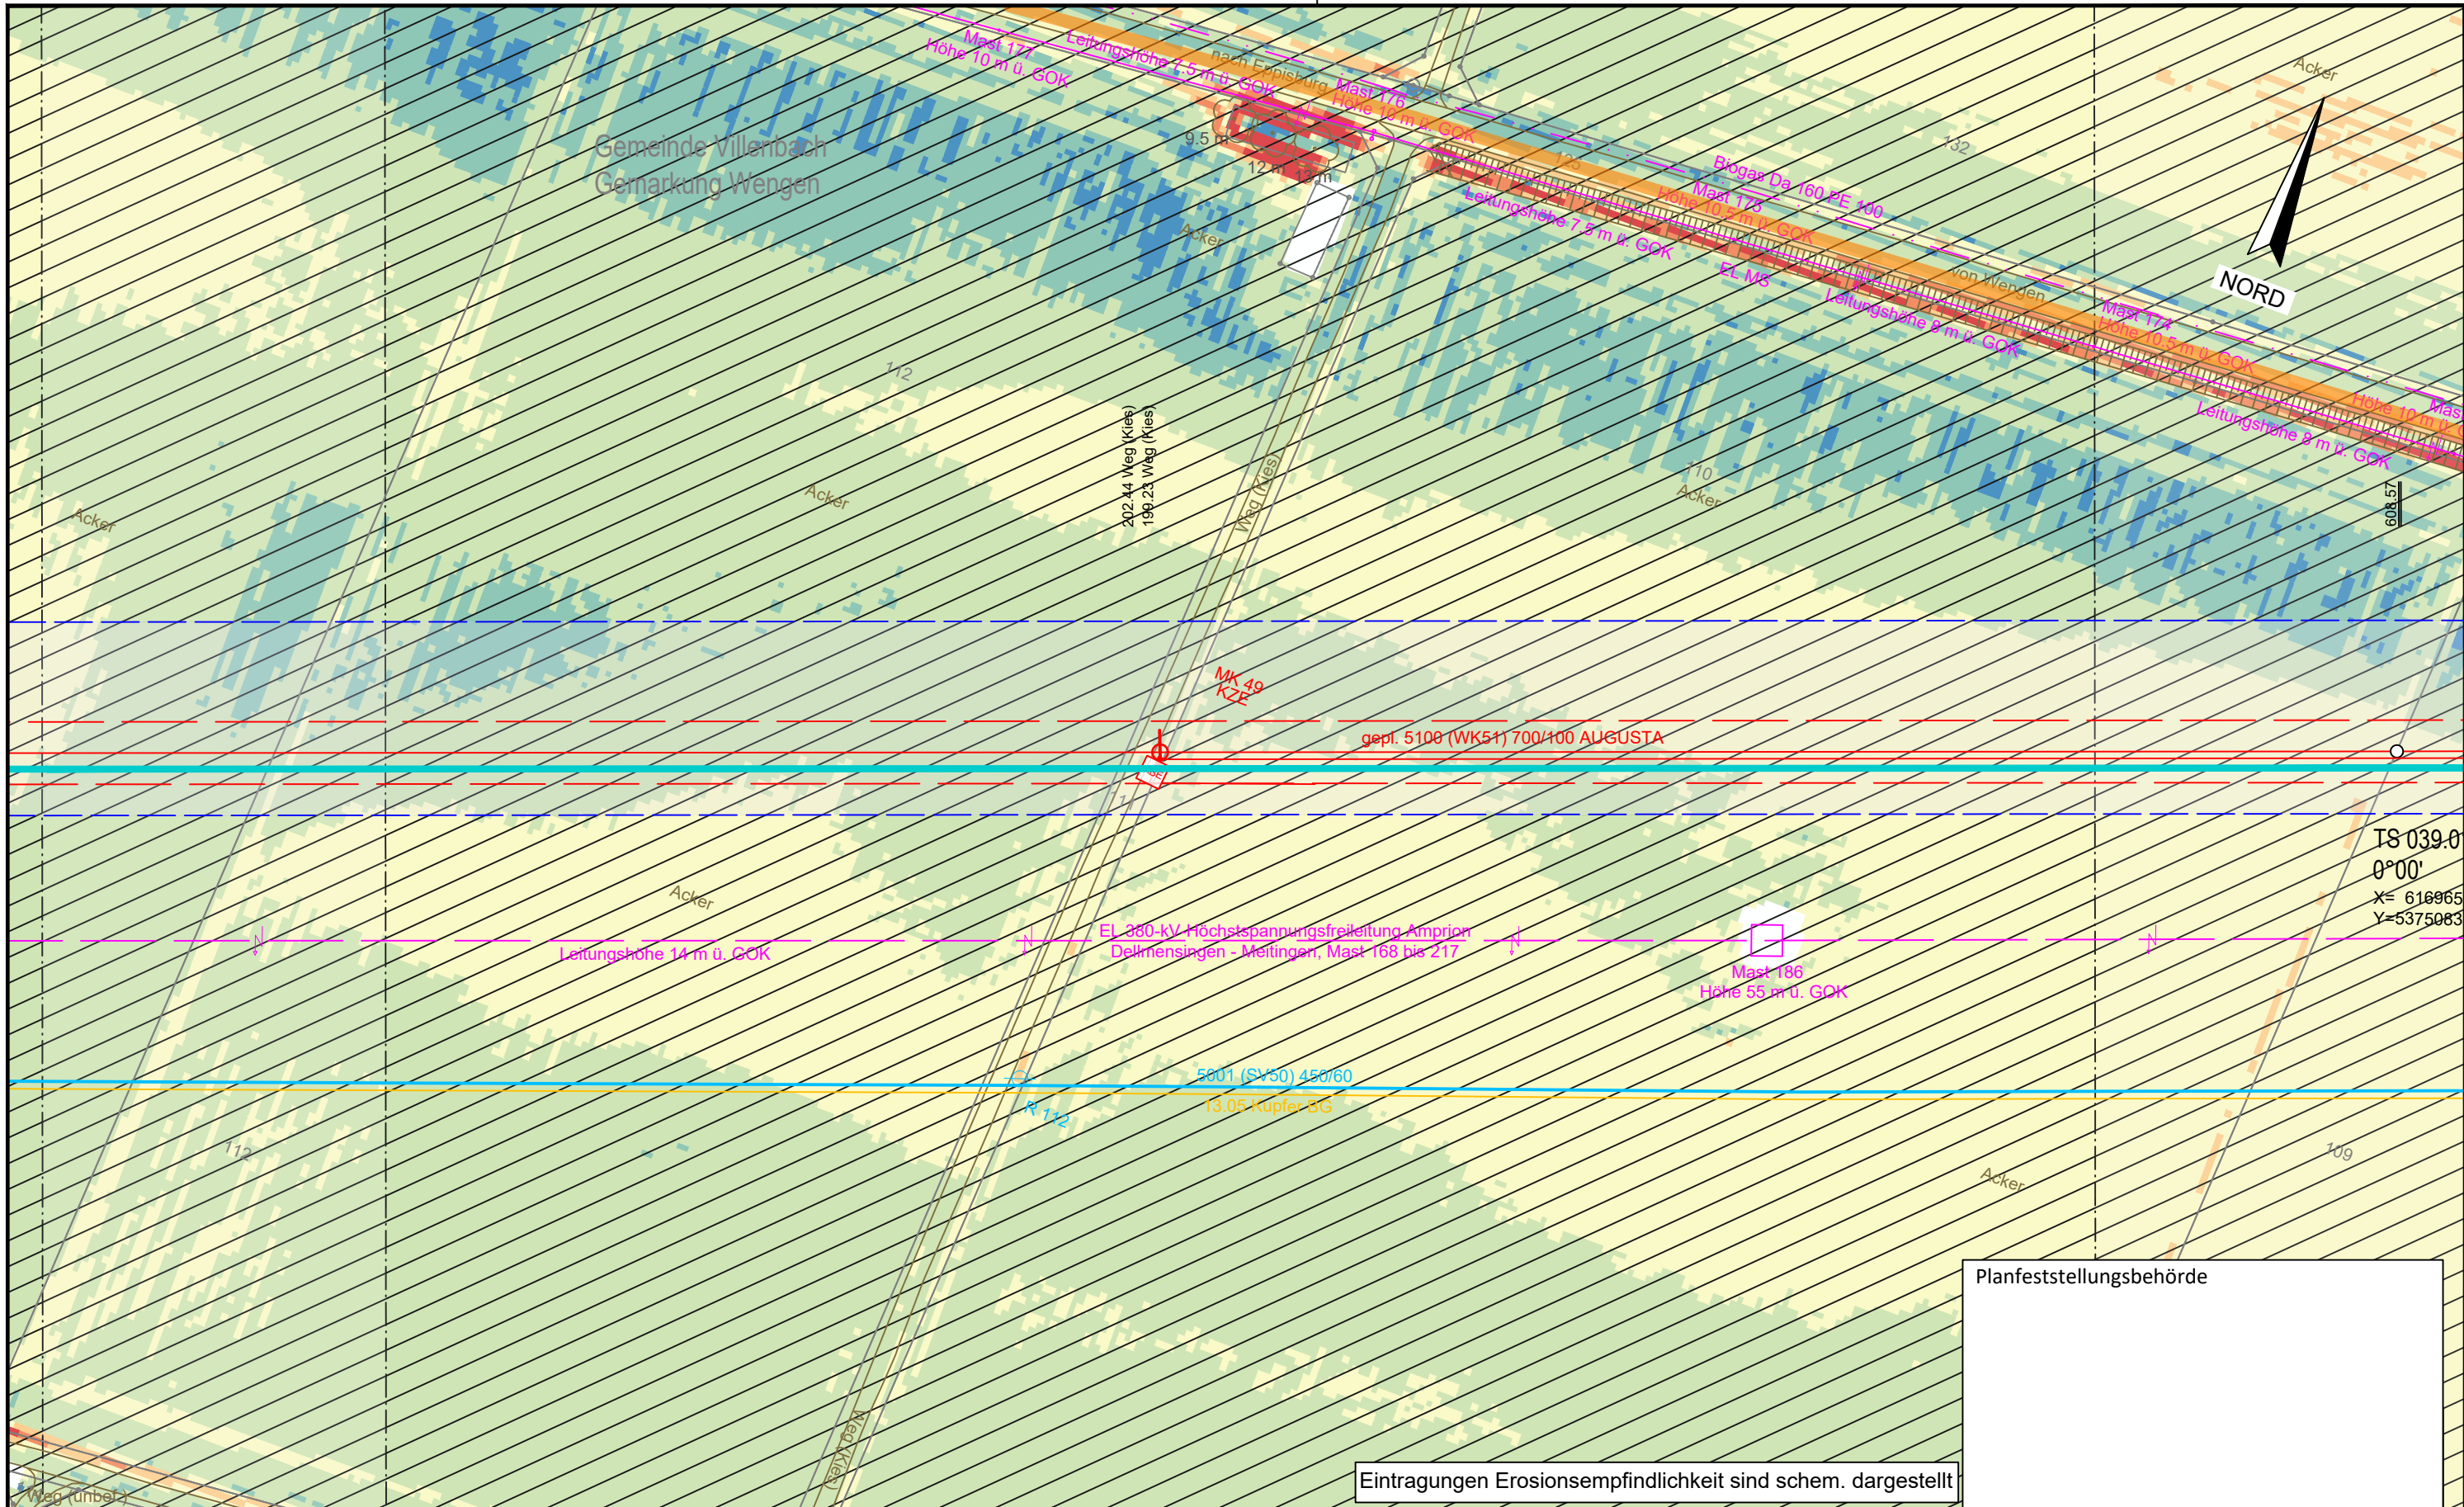 Mast 177
Höhe 10 m ü. GOK
Leitungshöhe 7.5 m ü. GOK
nach Eppisburg
Mast 176
Höhe 10 m ü. GOK
Acker
Gemeinde Villenbach
Gemarkung Wengen
9.5 m
12 m
13 m
125
132
Biogas Da 160 PE 100
Mast 175
Höhe 10.5 m ü. GOK
Leitungshöhe 7.5 m ü. GOK
EL MS
Acker
von Wengen
Leitungshöhe 8 m ü. GOK
Mast 174
Höhe 10.5 m ü. GOK
NORD
112
Höhe 10 m ü.
Mas
Leitungshöhe 8 m ü. GOK
202.44 Weg (Kies)
199.23 Weg (Kies)
Weg (Kies)
110
Acker
Acker
Acker
608.57
MK 49
KZE
gepl. 5100 (WK51) 700/100 AUGUSTA
TS 039.0
0°00'
X= 616965
Y=5375083
Acker
EL 380-kV-Höchstspannungsfreileitung Amprion
Dellmensingen - Meitingen, Mast 168 bis 217
Leitungshöhe 14 m ü. GOK
Mast 186
Höhe 55 m ü. GOK
5001 (SV50) 450/60
13.05 Kupfer BG
R 112
112
109
Acker
Planfeststellungsbehörde
Weg (Kies)
Eintragungen Erosionsempfindlichkeit sind schem. dargestellt
Weg (unbef.)